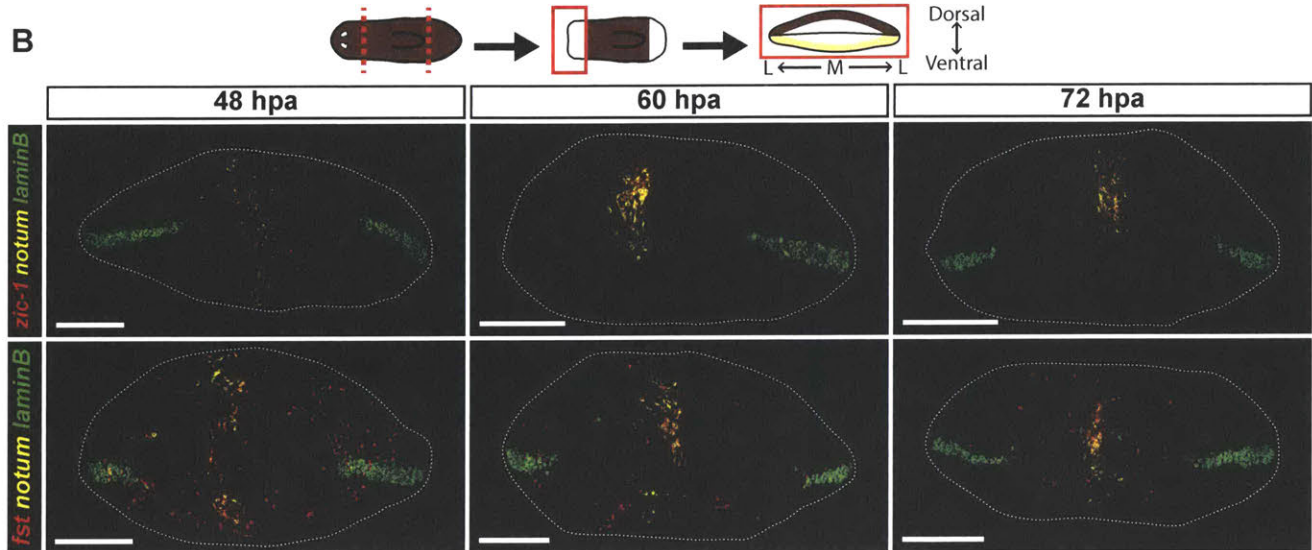 B
Dorsal
Ventral
L M L
48 hpa 60 hpa 72 hpa
zic-1 notum laminB
fst notum laminB